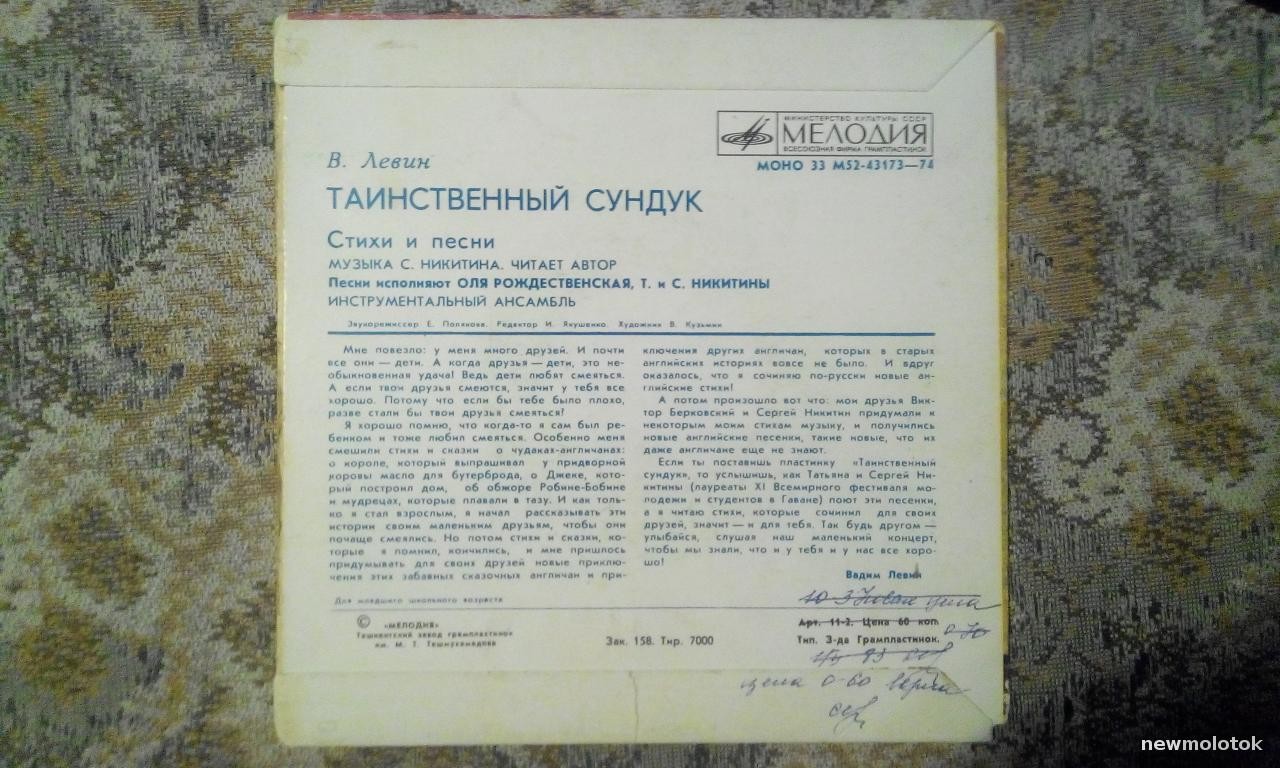 МИНИСТЕРСТВО КУЛЬТУРЫ СССР
МЕЛОДИЯ
ВСЕСОЮЗНАЯ ФИРМА ГРАМПЛАСТИНОК
МОНО 33 М52-43173—74
В. Левин
ТАИНСТВЕННЫЙ СУНДУК
Стихи и песни
МУЗЫКА С. НИКИТИНА. ЧИТАЕТ АВТОР
Песни исполняют ОЛЯ РОЖДЕСТВЕНСКАЯ, Т. и С. НИКИТИНЫ
ИНСТРУМЕНТАЛЬНЫЙ АНСАМБЛЬ
Звукорежиссер Е. Полякова. Редактор И. Якушенко. Художник В. Кузьмин
Мне повезло: у меня много друзей. И почти
все они — дети. А когда друзья — дети, это не-
обыкновенная удача! Ведь дети любят смеяться.
А если твои друзья смеются, значит у тебя все
хорошо. Потому что если бы тебе было плохо,
разве стали бы твои друзья смеяться?
Я хорошо помню, что когда-то я сам был ре-
бенком и тоже любил смеяться. Особенно меня
смешили стихи и сказки о чудаках-англичанах:
о короле, который выпрашивал у придворной
коровы масло для бутерброда, о Джеке, кото-
рый построил дом, об обжоре Робине-Бобине
и мудрецах, которые плавали в тазу. И как толь-
ко я стал взрослым, я начал рассказывать эти
истории своим маленьким друзьям, чтобы они
почаще смеялись. Но потом стихи и сказки, ко-
торые я помнил, кончились, и мне пришлось
придумывать для своих друзей новые приклю-
чения этих забавных сказочных англичан и при-
ключения других англичан, которых в старых
английских историях вовсе не было. И вдруг
оказалось, что я сочиняю по-русски новые ан-
глийские стихи!
А потом произошло вот что: мои друзья Вик-
тор Берковский и Сергей Никитин придумали к
некоторым моим стихам музыку, и получились
новые английские песенки, такие новые, что их
даже англичане еще не знают.
Если ты поставишь пластинку «Таинственный
сундук», то услышишь, как Татьяна и Сергей Ни-
китины (лауреаты XI Всемирного фестиваля мо-
лодежи и студентов в Гаване) поют эти песенки,
а я читаю стихи, которые сочинил для своих
друзей, значит — и для тебя. Так будь другом —
улыбайся, слушая наш маленький концерт,
чтобы мы знали, что и у тебя и у нас все хоро-
шо!
Вадим Левин
Для младшего школьного возраста
© «МЕЛОДИЯ»
Ташкентский завод грампластинок
им. М. Т. Ташмухамедова
Зак. 158. Тир. 7000
Арт. 11-2. Цена 60 коп.
Тип. З-да Грампластинок.
цена 0-60
newmolotok